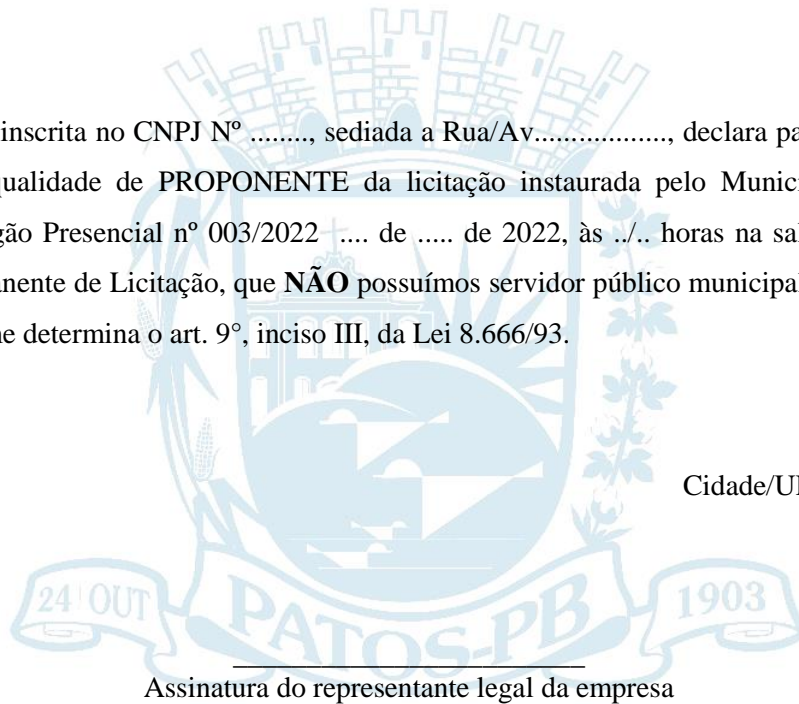 inscrita no CNPJ Nº ........, sediada a Rua/Av.................., declara pa
qualidade de PROPONENTE da licitação instaurada pelo Munici
gão Presencial nº 003/2022 .... de ..... de 2022, às ../.. horas na sal
anente de Licitação, que NÃO possuímos servidor público municipal
ne determina o art. 9°, inciso III, da Lei 8.666/93.
Cidade/U
24 OUT
PATOS-PB
1903
Assinatura do representante legal da empresa